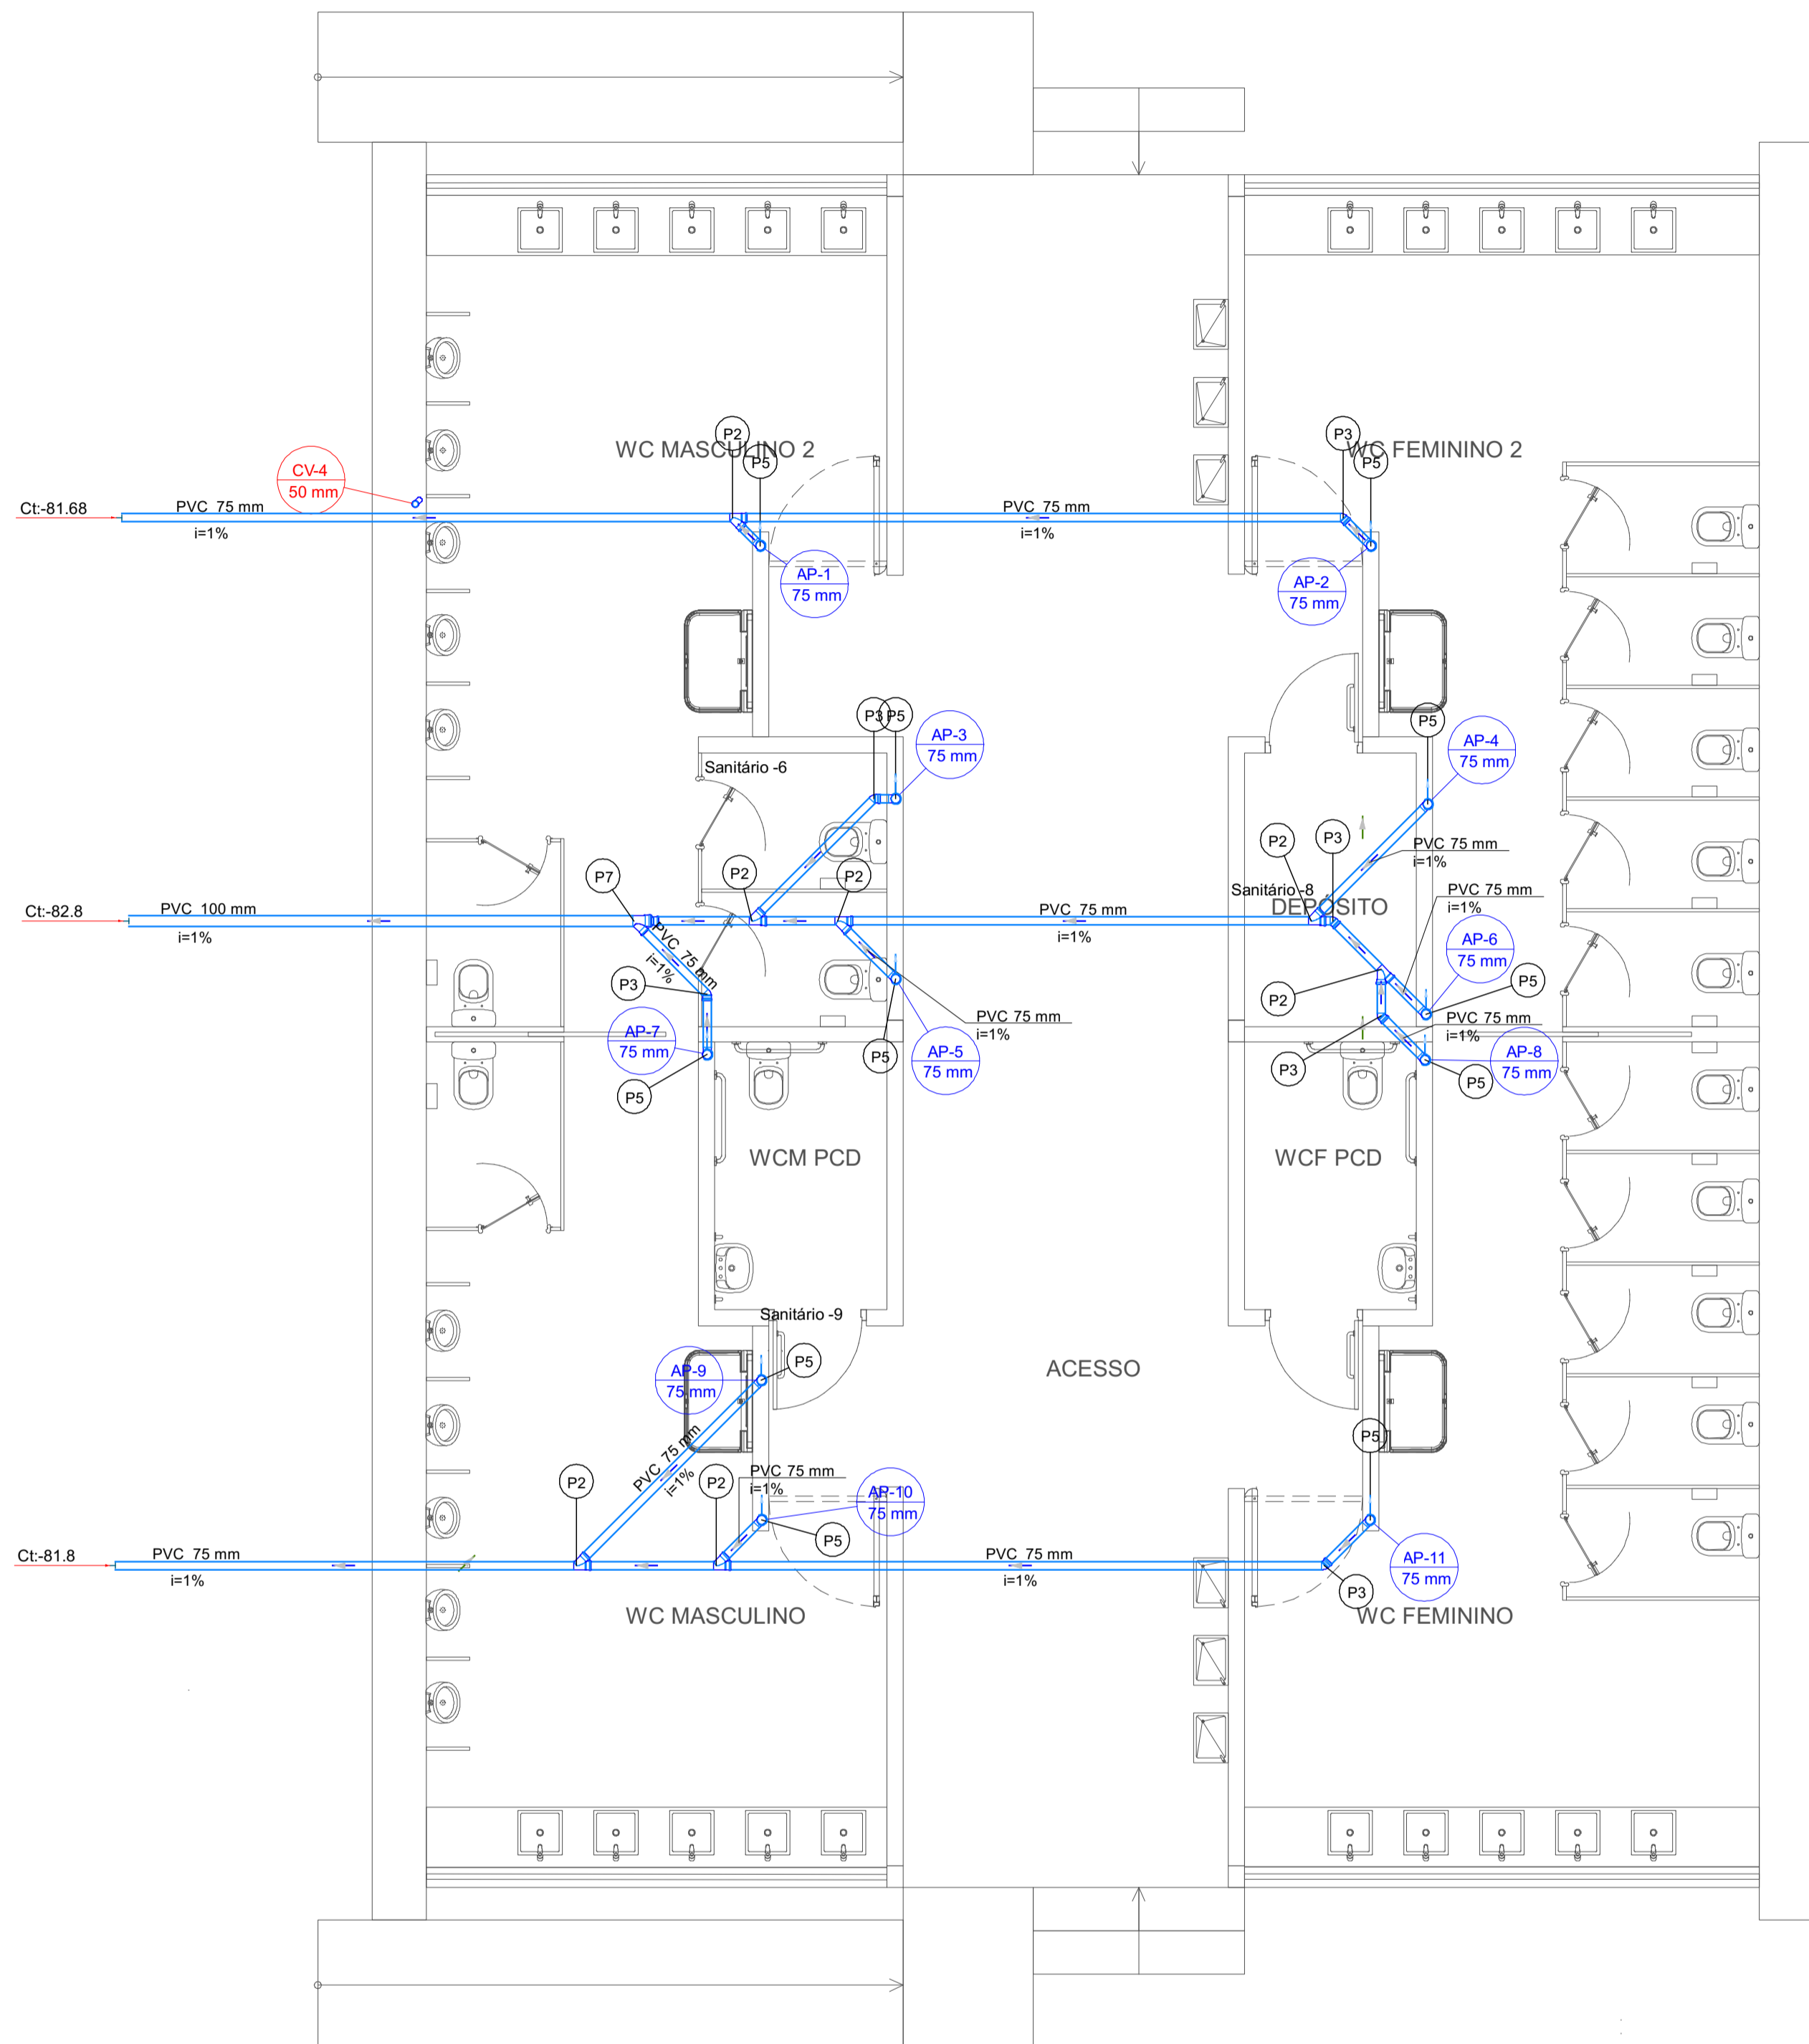 P2
P3
WC MASCULINO 2
WC FEMININO 2
P5
P5
CV-4
50 mm
Ct:-81.68
PVC 75 mm
PVC 75 mm
i=1%
i=1%
AP-1
75 mm
AP-2
75 mm
P3
P5
P5
AP-3
75 mm
AP-4
75 mm
Sanitário -6
P2
P3
PVC 75 mm
i=1%
P7
P2
P2
Sanitário -8
DEPÓSITO
PVC 75 mm
i=1%
Ct:-82.8
PVC 100 mm
i=1%
PVC 75 mm
i=1%
PVC 75 mm
i=1%
AP-6
75 mm
P3
P2
P5
PVC 75 mm
i=1%
PVC 75 mm
i=1%
AP-7
75 mm
P5
AP-5
75 mm
P3
AP-8
75 mm
P5
P5
WCM PCD
WCF PCD
Sanitário -9
P5
AP-9
75 mm
ACESSO
P5
PVC 75 mm
i=1%
P2
P2
PVC 75 mm
i=1%
AP-10
75 mm
P5
Ct:-81.8
PVC 75 mm
i=1%
PVC 75 mm
i=1%
AP-11
75 mm
P3
WC MASCULINO
WC FEMININO